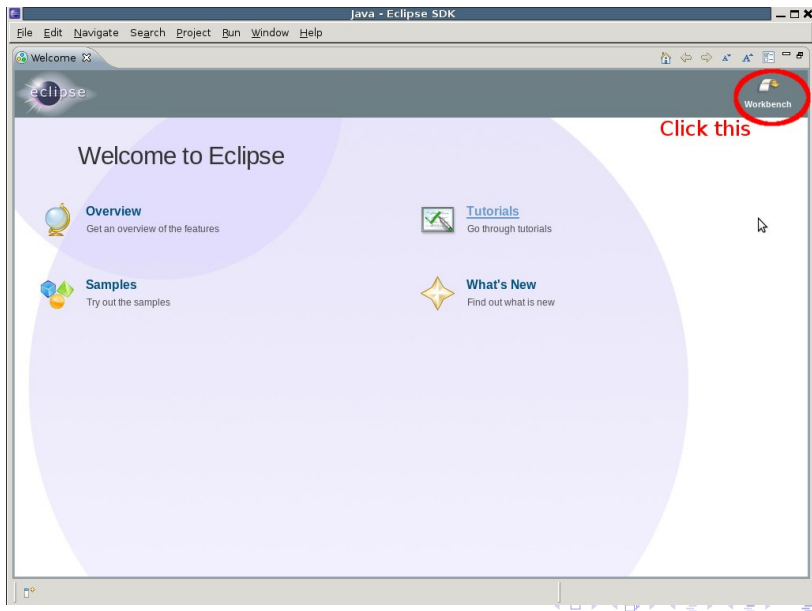 Java - Eclipse SDK
File Edit Navigate Search Project Run Window Help
Welcome
eclipse
Workbench
Click this
Welcome to Eclipse
Overview
Get an overview of the features
Tutorials
Go through tutorials
Samples
Try out the samples
What's New
Find out what is new